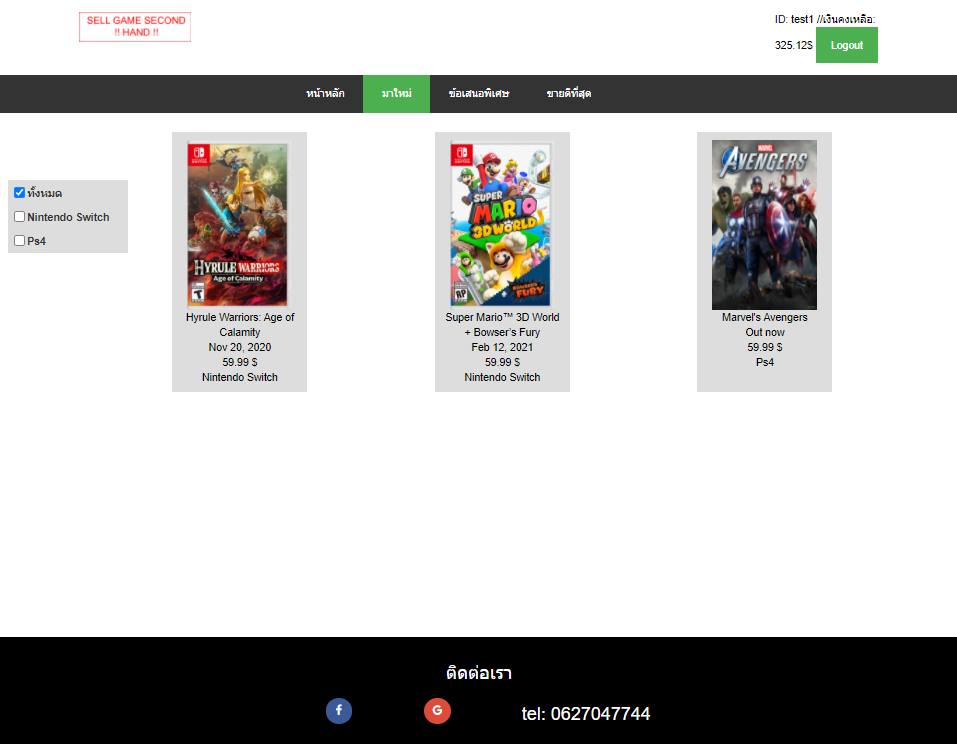 SELL GAME SECOND
!! HAND !!
ID: test1 //เงินคงเหลือ:
325.12$ Logout
หน้าหลัก มาใหม่ ข้อเสนอพิเศษ ขายดีที่สุด
ทั้งหมด
Nintendo Switch
Ps4
HYRULE WARRIORS
Age of Calamity
T
Hyrule Warriors: Age of
Calamity
Nov 20, 2020
59.99 $
Nintendo Switch
SUPER
MARIO
3D WORLD
BOWSER'S
FURY
RP
Super Mario™ 3D World
+ Bowser's Fury
Feb 12, 2021
59.99 $
Nintendo Switch
MARVEL
AVENGERS
Marvel's Avengers
Out now
59.99 $
Ps4
ติดต่อเรา
f G tel: 0627047744